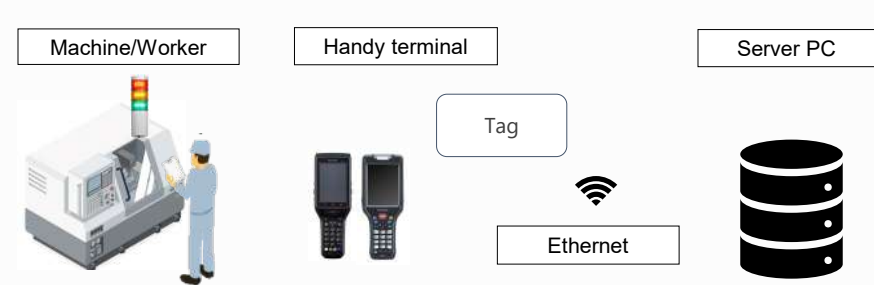 Machine/Worker
Handy terminal
Server PC
Tag
Ethernet